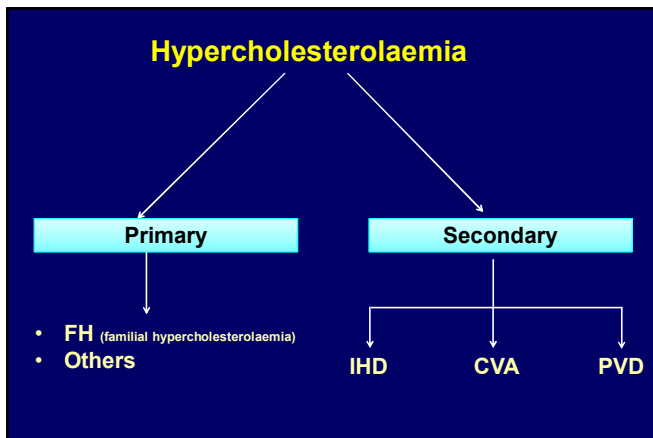 Hypercholesterolaemia
Primary
Secondary
• FH (familial hypercholesterolaemia)
• Others
IHD
CVA
PVD